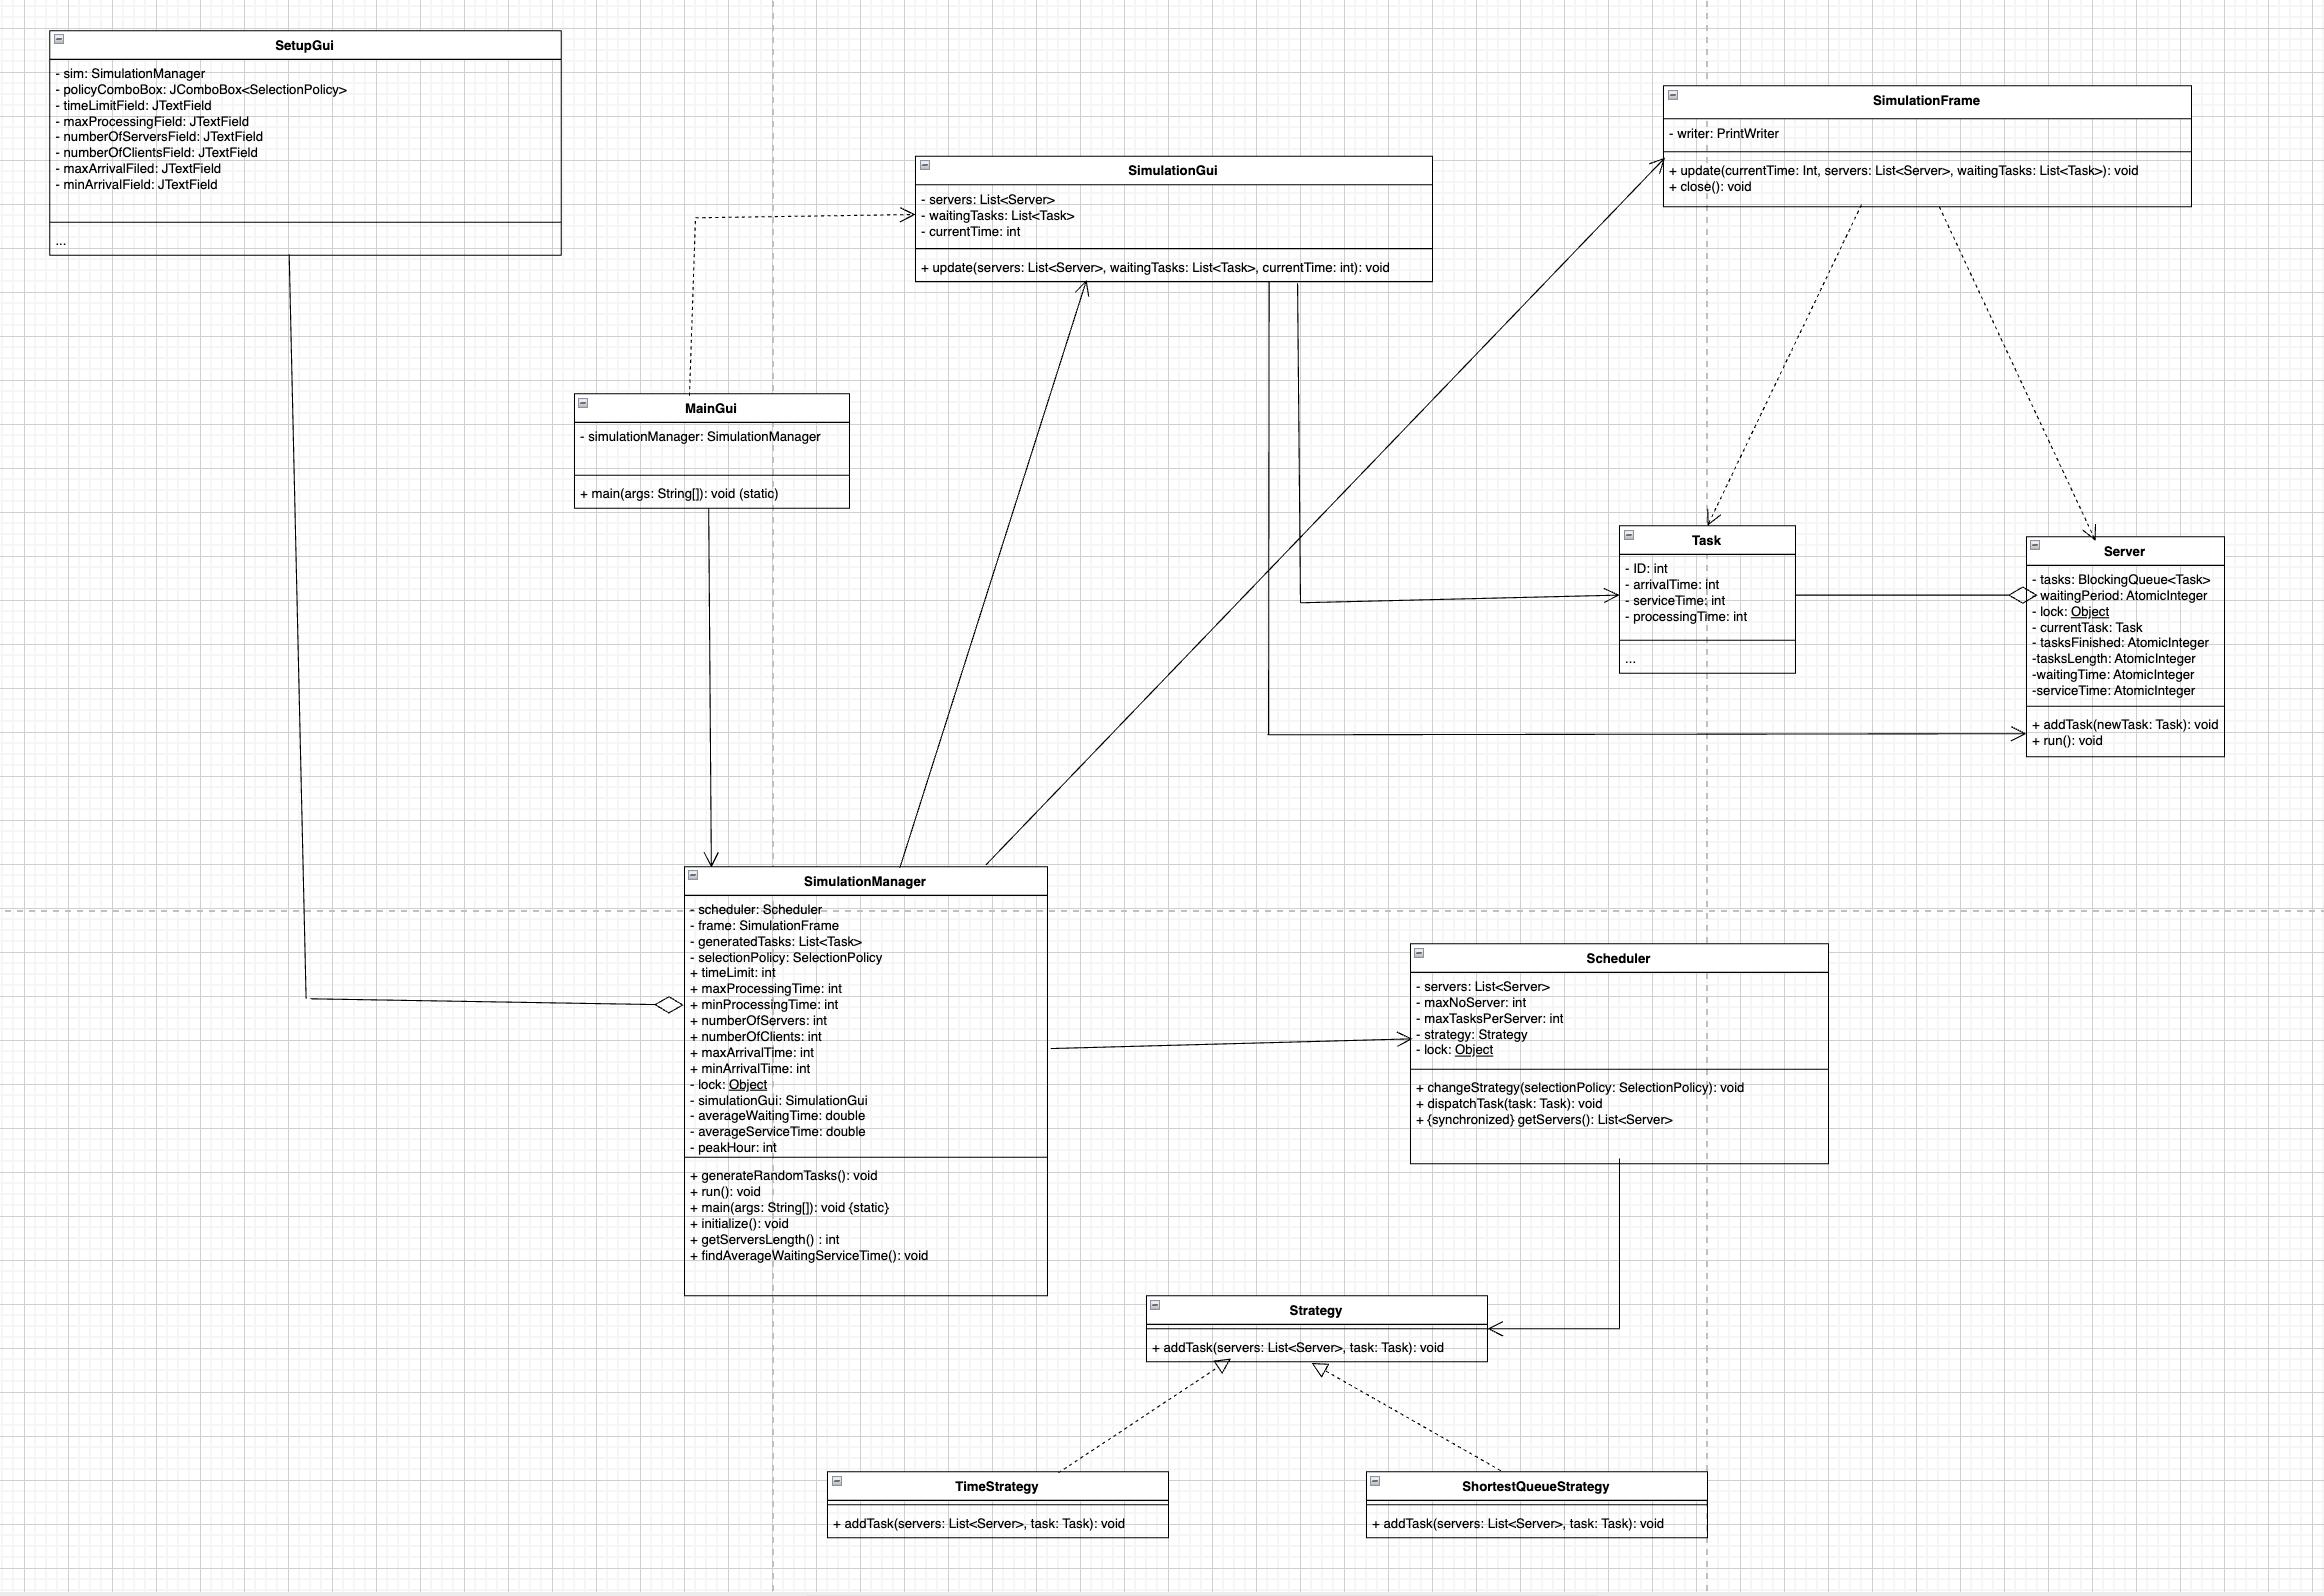 SetupGui
- sim: SimulationManager
- policyComboBox: JComboBox<SelectionPolicy>
- timeLimitField: JTextField
- maxProcessingField: JTextField
- numberOfServersField: JTextField
- numberOfClientsField: JTextField
- maxArrivalFiled: JTextField
- minArrivalField: JTextField
...
SimulationFrame
- writer: PrintWriter
+ update(currentTime: Int, servers: List<Server>, waitingTasks: List<Task>): void
+ close(): void
SimulationGui
- servers: List<Server>
- waitingTasks: List<Task>
- currentTime: int
+ update(servers: List<Server>, waitingTasks: List<Task>, currentTime: int): void
MainGui
- simulationManager: SimulationManager
+ main(args: String[]): void (static)
Task
- ID: int
- arrivalTime: int
- serviceTime: int
- processingTime: int
...
Server
- tasks: BlockingQueue<Task>
waitingPeriod: AtomicInteger
- lock: Object
- currentTask: Task
- tasksFinished: AtomicInteger
-tasksLength: AtomicInteger
-waitingTime: AtomicInteger
-serviceTime: AtomicInteger
+ addTask(newTask: Task): void
+ run(): void
SimulationManager
- scheduler: Scheduler
- frame: SimulationFrame
- generatedTasks: List<Task>
- selectionPolicy: SelectionPolicy
+ timeLimit: int
+ maxProcessingTime: int
+ minProcessingTime: int
+ numberOfServers: int
+ numberOfClients: int
+ maxArrivalTime: int
+ minArrivalTime: int
- lock: Object
- simulationGui: SimulationGui
- averageWaitingTime: double
- averageServiceTime: double
- peakHour: int
+ generateRandomTasks(): void
+ run(): void
+ main(args: String[]): void {static}
+ initialize(): void
+ getServersLength() : int
+ findAverageWaitingServiceTime(): void
Scheduler
- servers: List<Server>
- maxNoServer: int
- maxTasksPerServer: int
- strategy: Strategy
- lock: Object
+ changeStrategy(selectionPolicy: SelectionPolicy): void
+ dispatchTask(task: Task): void
+ {synchronized} getServers(): List<Server>
Strategy
+ addTask(servers: List<Server>, task: Task): void
TimeStrategy
+ addTask(servers: List<Server>, task: Task): void
ShortestQueueStrategy
+ addTask(servers: List<Server>, task: Task): void